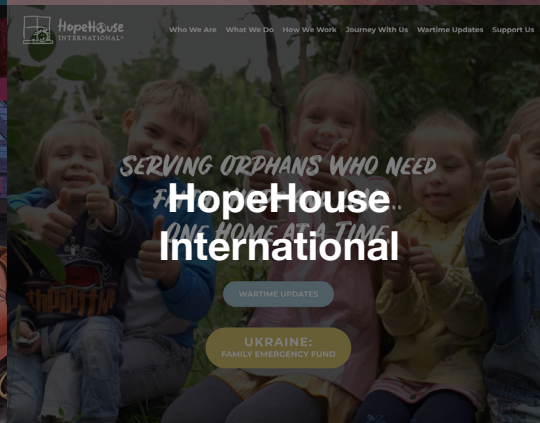 HopeHouse
INTERNATIONAL
Who We Are What We Do How We Work Journey With Us Wartime Updates Support Us
SERVING ORPHANS WHO NEED
HopeHouse
ONE HOME AT A TIME
International
WARTIME UPDATES
UKRAINE:
FAMILY EMERGENCY FUND